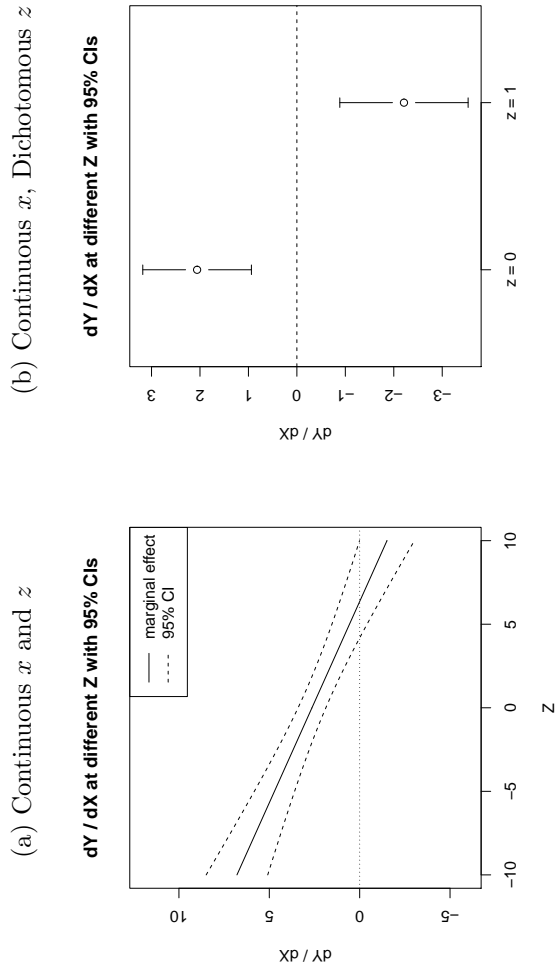 (a) Continuous x and z
dY / dX at different Z with 95% CIs
marginal effect
95% CI
10
5
0
−5
dY / dX
−10
−5
0
5
10
Z
(b) Continuous x, Dichotomous z
dY / dX at different Z with 95% CIs
3
2
1
0
−1
−2
−3
dY / dX
z = 0
z = 1